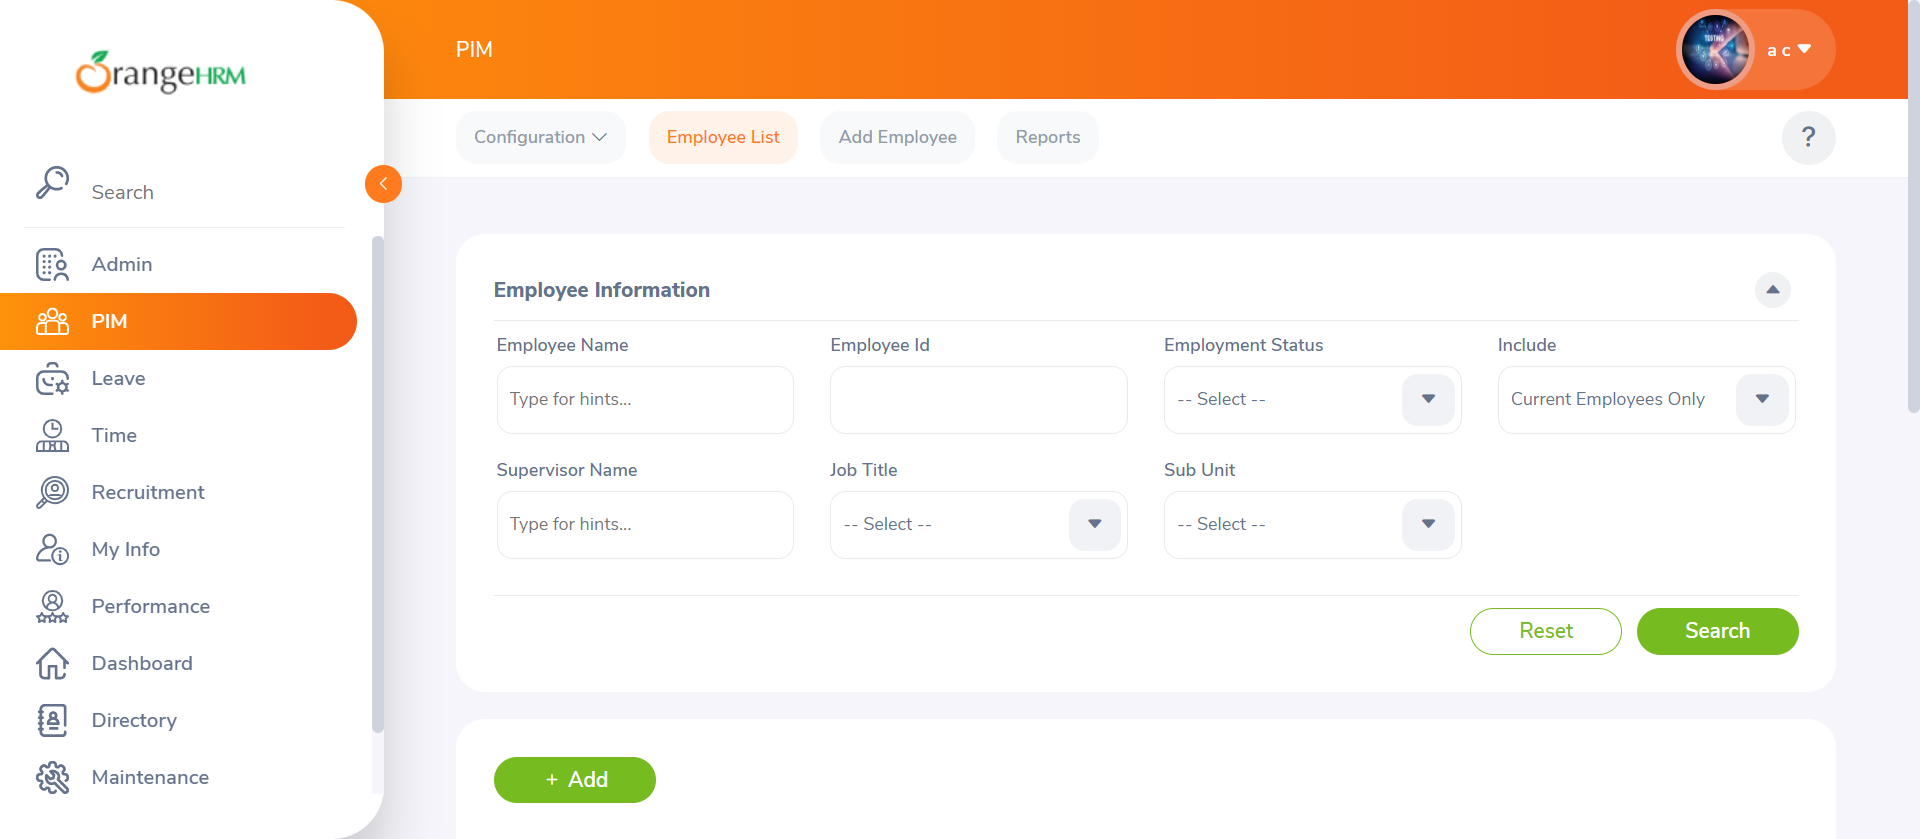 OrangeHRM
Search
Admin
PIM
Leave
Time
Recruitment
My Info
Performance
Dashboard
Directory
Maintenance
PIM
TESTING
a c
Configuration
Employee List
Add Employee
Reports
?
Employee Information
Employee Name
Employee Id
Employment Status
Include
Type for hints...
-- Select --
Current Employees Only
Supervisor Name
Job Title
Sub Unit
Type for hints...
-- Select --
-- Select --
Reset
Search
+ Add